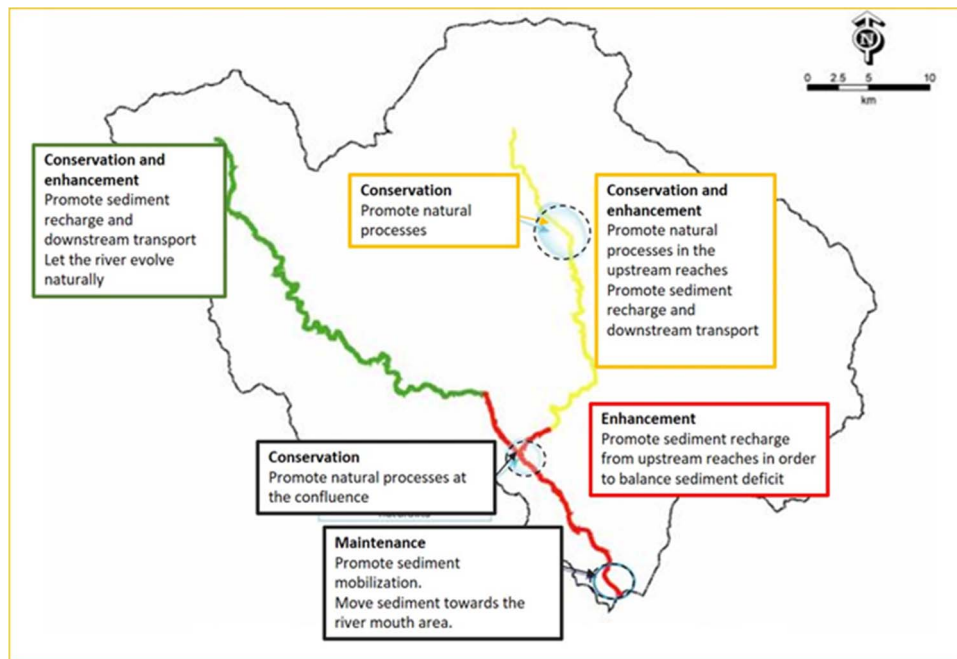 N
0 2.5 5 10
km
Conservation and
enhancement
Promote sediment
recharge and
downstream transport
Let the river evolve
naturally
Conservation
Promote natural
processes
Conservation and
enhancement
Promote natural
processes in the
upstream reaches
Promote sediment
recharge and
downstream transport
Enhancement
Promote sediment recharge
from upstream reaches in order
to balance sediment deficit
Conservation
Promote natural processes at
the confluence
Maintenance
Promote sediment
mobilization.
Move sediment towards the
river mouth area.